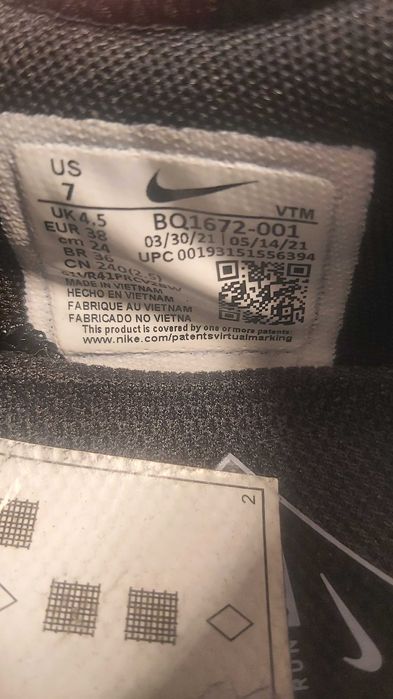 US
7
VTM
UK 4.5
BQ1672-001
EUR 38
03/30/21 | 05/14/21
cm 24
UPC 00193151556394
BR 36
CN 240(2.5)
MADE IN VIETNAM
HECHO EN VIETNAM
FABRIQUE AU VIETNAM
FABRICADO NO VIETNA
This product is covered by one or more patents:
www.nike.com/patentsvirtualmarking
2
RUN